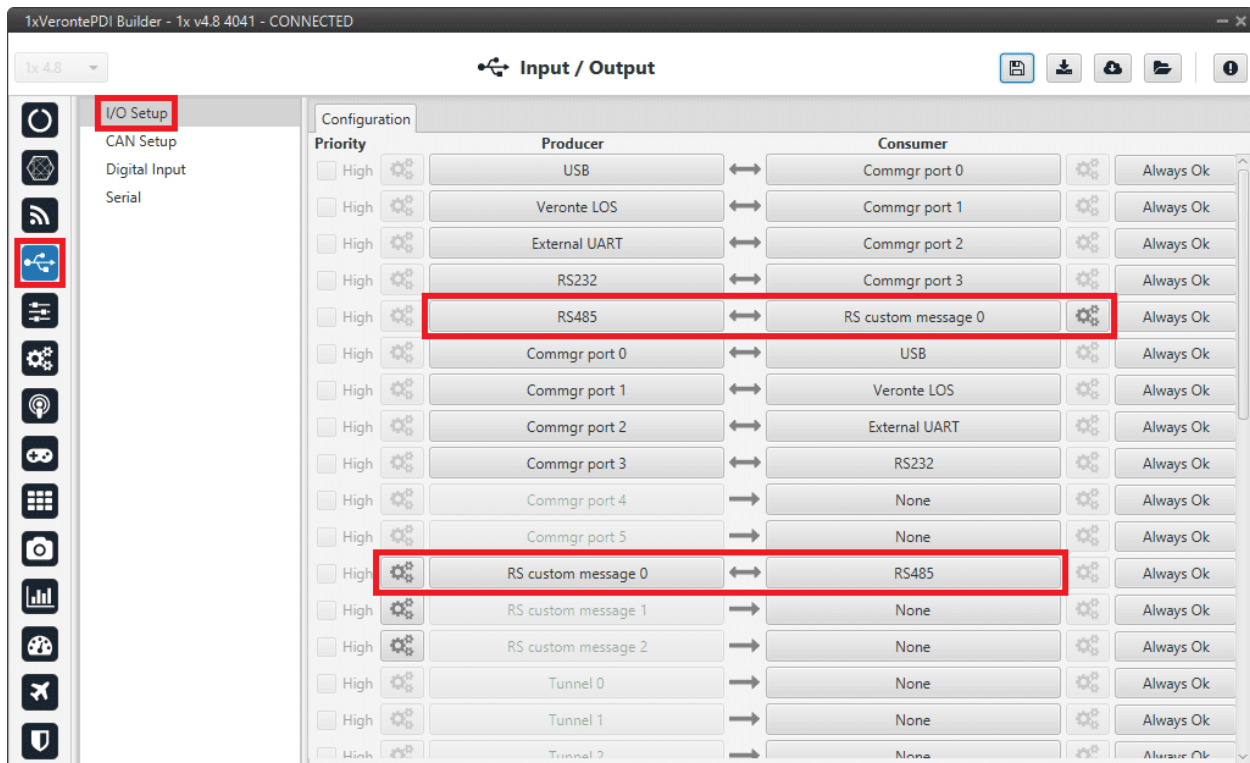 1xVerontePDI Builder - 1x v4.8 4041 - CONNECTED
1x 4.8
Input / Output
I/O Setup
CAN Setup
Digital Input
Serial
Configuration
Priority Producer Consumer
High USB Commgr port 0 Always Ok
High Veronte LOS Commgr port 1 Always Ok
High External UART Commgr port 2 Always Ok
High RS232 Commgr port 3 Always Ok
High RS485 RS custom message 0 Always Ok
High Commgr port 0 USB Always Ok
High Commgr port 1 Veronte LOS Always Ok
High Commgr port 2 External UART Always Ok
High Commgr port 3 RS232 Always Ok
High Commgr port 4 None Always Ok
High Commgr port 5 None Always Ok
High RS custom message 0 RS485 Always Ok
High RS custom message 1 None Always Ok
High RS custom message 2 None Always Ok
High Tunnel 0 None Always Ok
High Tunnel 1 None Always Ok
High Tunnel 2 None Always Ok